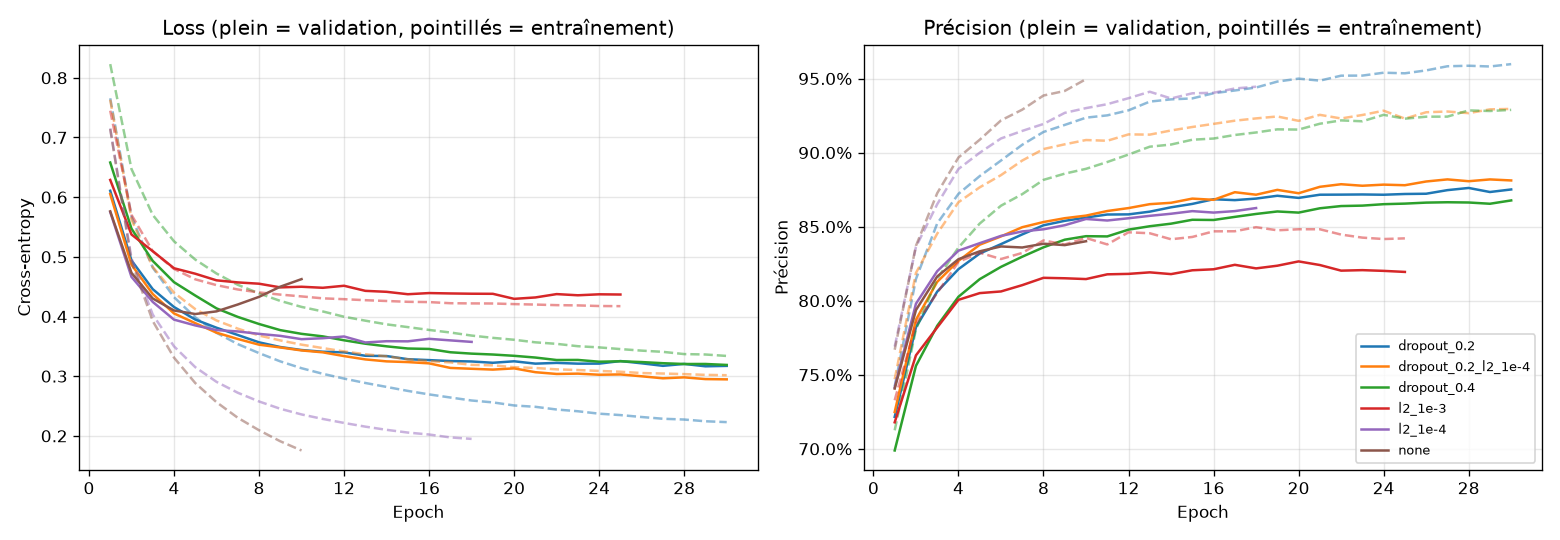 Loss (plein = validation, pointillés = entraînement)
Cross-entropy
0.8
0.7
0.6
0.5
0.4
0.3
0.2
0 4 8 12 16 20 24 28
Epoch
Précision (plein = validation, pointillés = entraînement)
Précision
95.0%
90.0%
85.0%
80.0%
75.0%
70.0%
0 4 8 12 16 20 24 28
Epoch
dropout_0.2
dropout_0.2_l2_1e-4
dropout_0.4
l2_1e-3
l2_1e-4
none